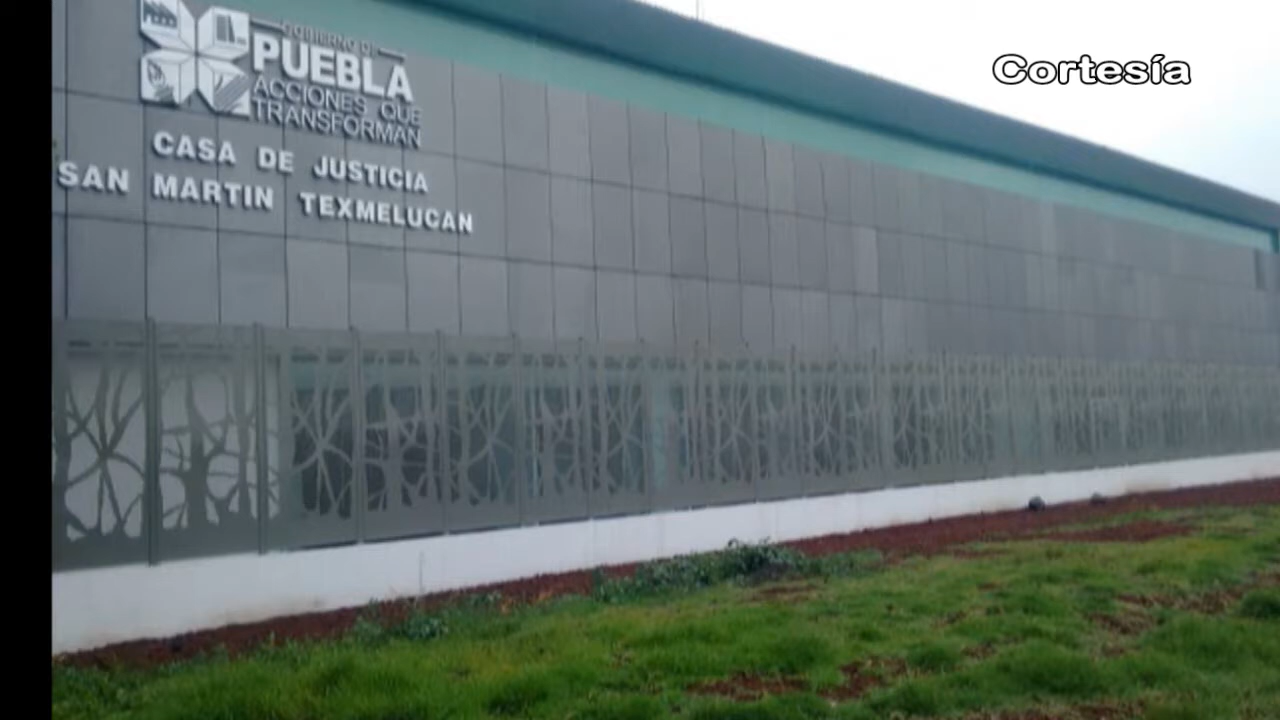 Cortesía
GOBIERNO DE
PUEBLA
ACCIONES QUE
TRANSFORMAN
CASA DE JUSTICIA
SAN MARTIN TEXMELUCAN